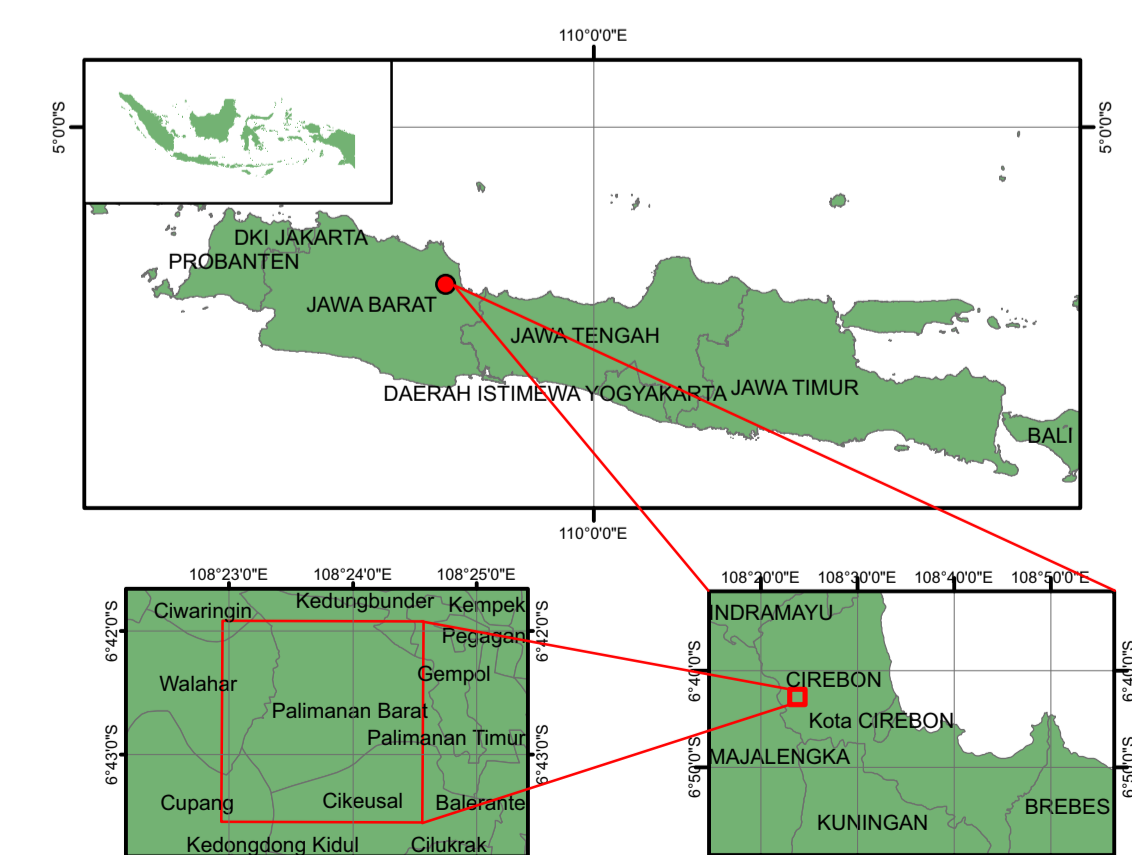 110°0'0"E
5°0'0"S
5°0'0"S
DKI JAKARTA
PROBANTEN
JAWA BARAT
JAWA TENGAH
DAERAH ISTIMEWA YOGYAKARTA
JAWA TIMUR
BALI
110°0'0"E
108°23'0"E 108°24'0"E 108°25'0"E
Ciwaringin
Kedungbunder
Kempek
6°42'0"S
6°42'0"S
Pegagan
Walahar
Gempol
Palimanan Barat
Palimanan Timur
6°43'0"S
6°43'0"S
Cupang
Cikeusal
Balerante
Kedongdong Kidul
Cilukrak
108°20'0"E 108°30'0"E 108°40'0"E 108°50'0"E
INDRAMAYU
6°40'0"S
6°40'0"S
CIREBON
Kota CIREBON
MAJALENGKA
6°50'0"S
6°50'0"S
BREBES
KUNINGAN